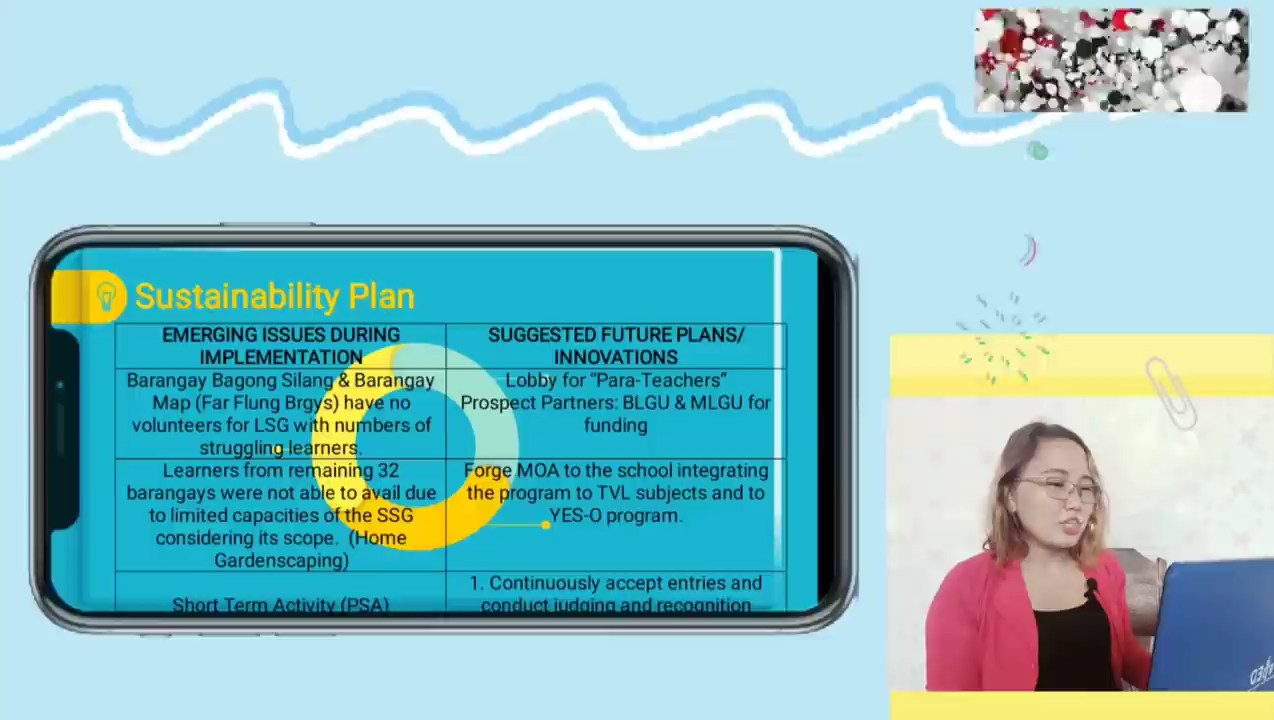 Sustainability Plan
EMERGING ISSUES DURING
IMPLEMENTATION
SUGGESTED FUTURE PLANS/
INNOVATIONS
Barangay Bagong Silang & Barangay
Map (Far Flung Brgys) have no
volunteers for LSG with numbers of
struggling learners.
Lobby for “Para-Teachers”
Prospect Partners: BLGU & MLGU for
funding
Learners from remaining 32
barangays were not able to avail due
to limited capacities of the SSG
considering its scope. (Home
Gardenscaping)
Forge MOA to the school integrating
the program to TVL subjects and to
YES-O program.
Short Term Activity (PSA)
1. Continuously accept entries and
conduct judging and recognition